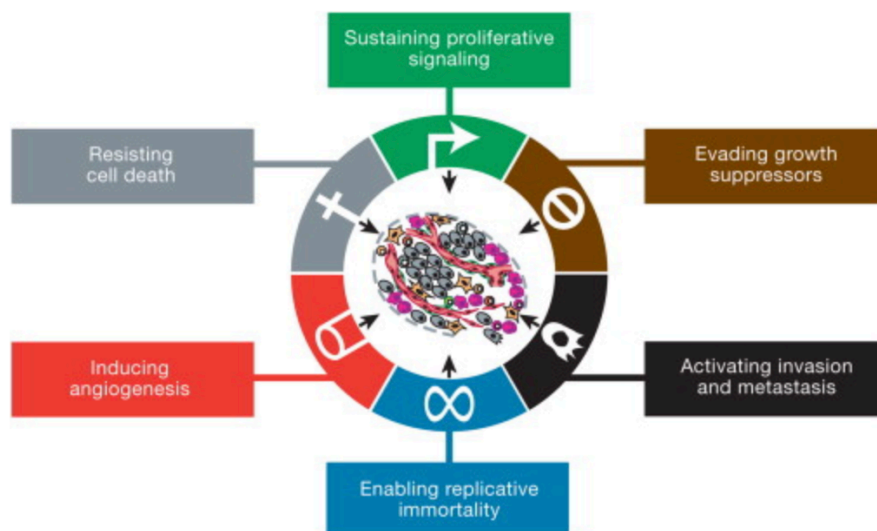 Sustaining proliferative
signaling
Resisting
cell death
Evading growth
suppressors
Inducing
angiogenesis
Activating invasion
and metastasis
Enabling replicative
immortality